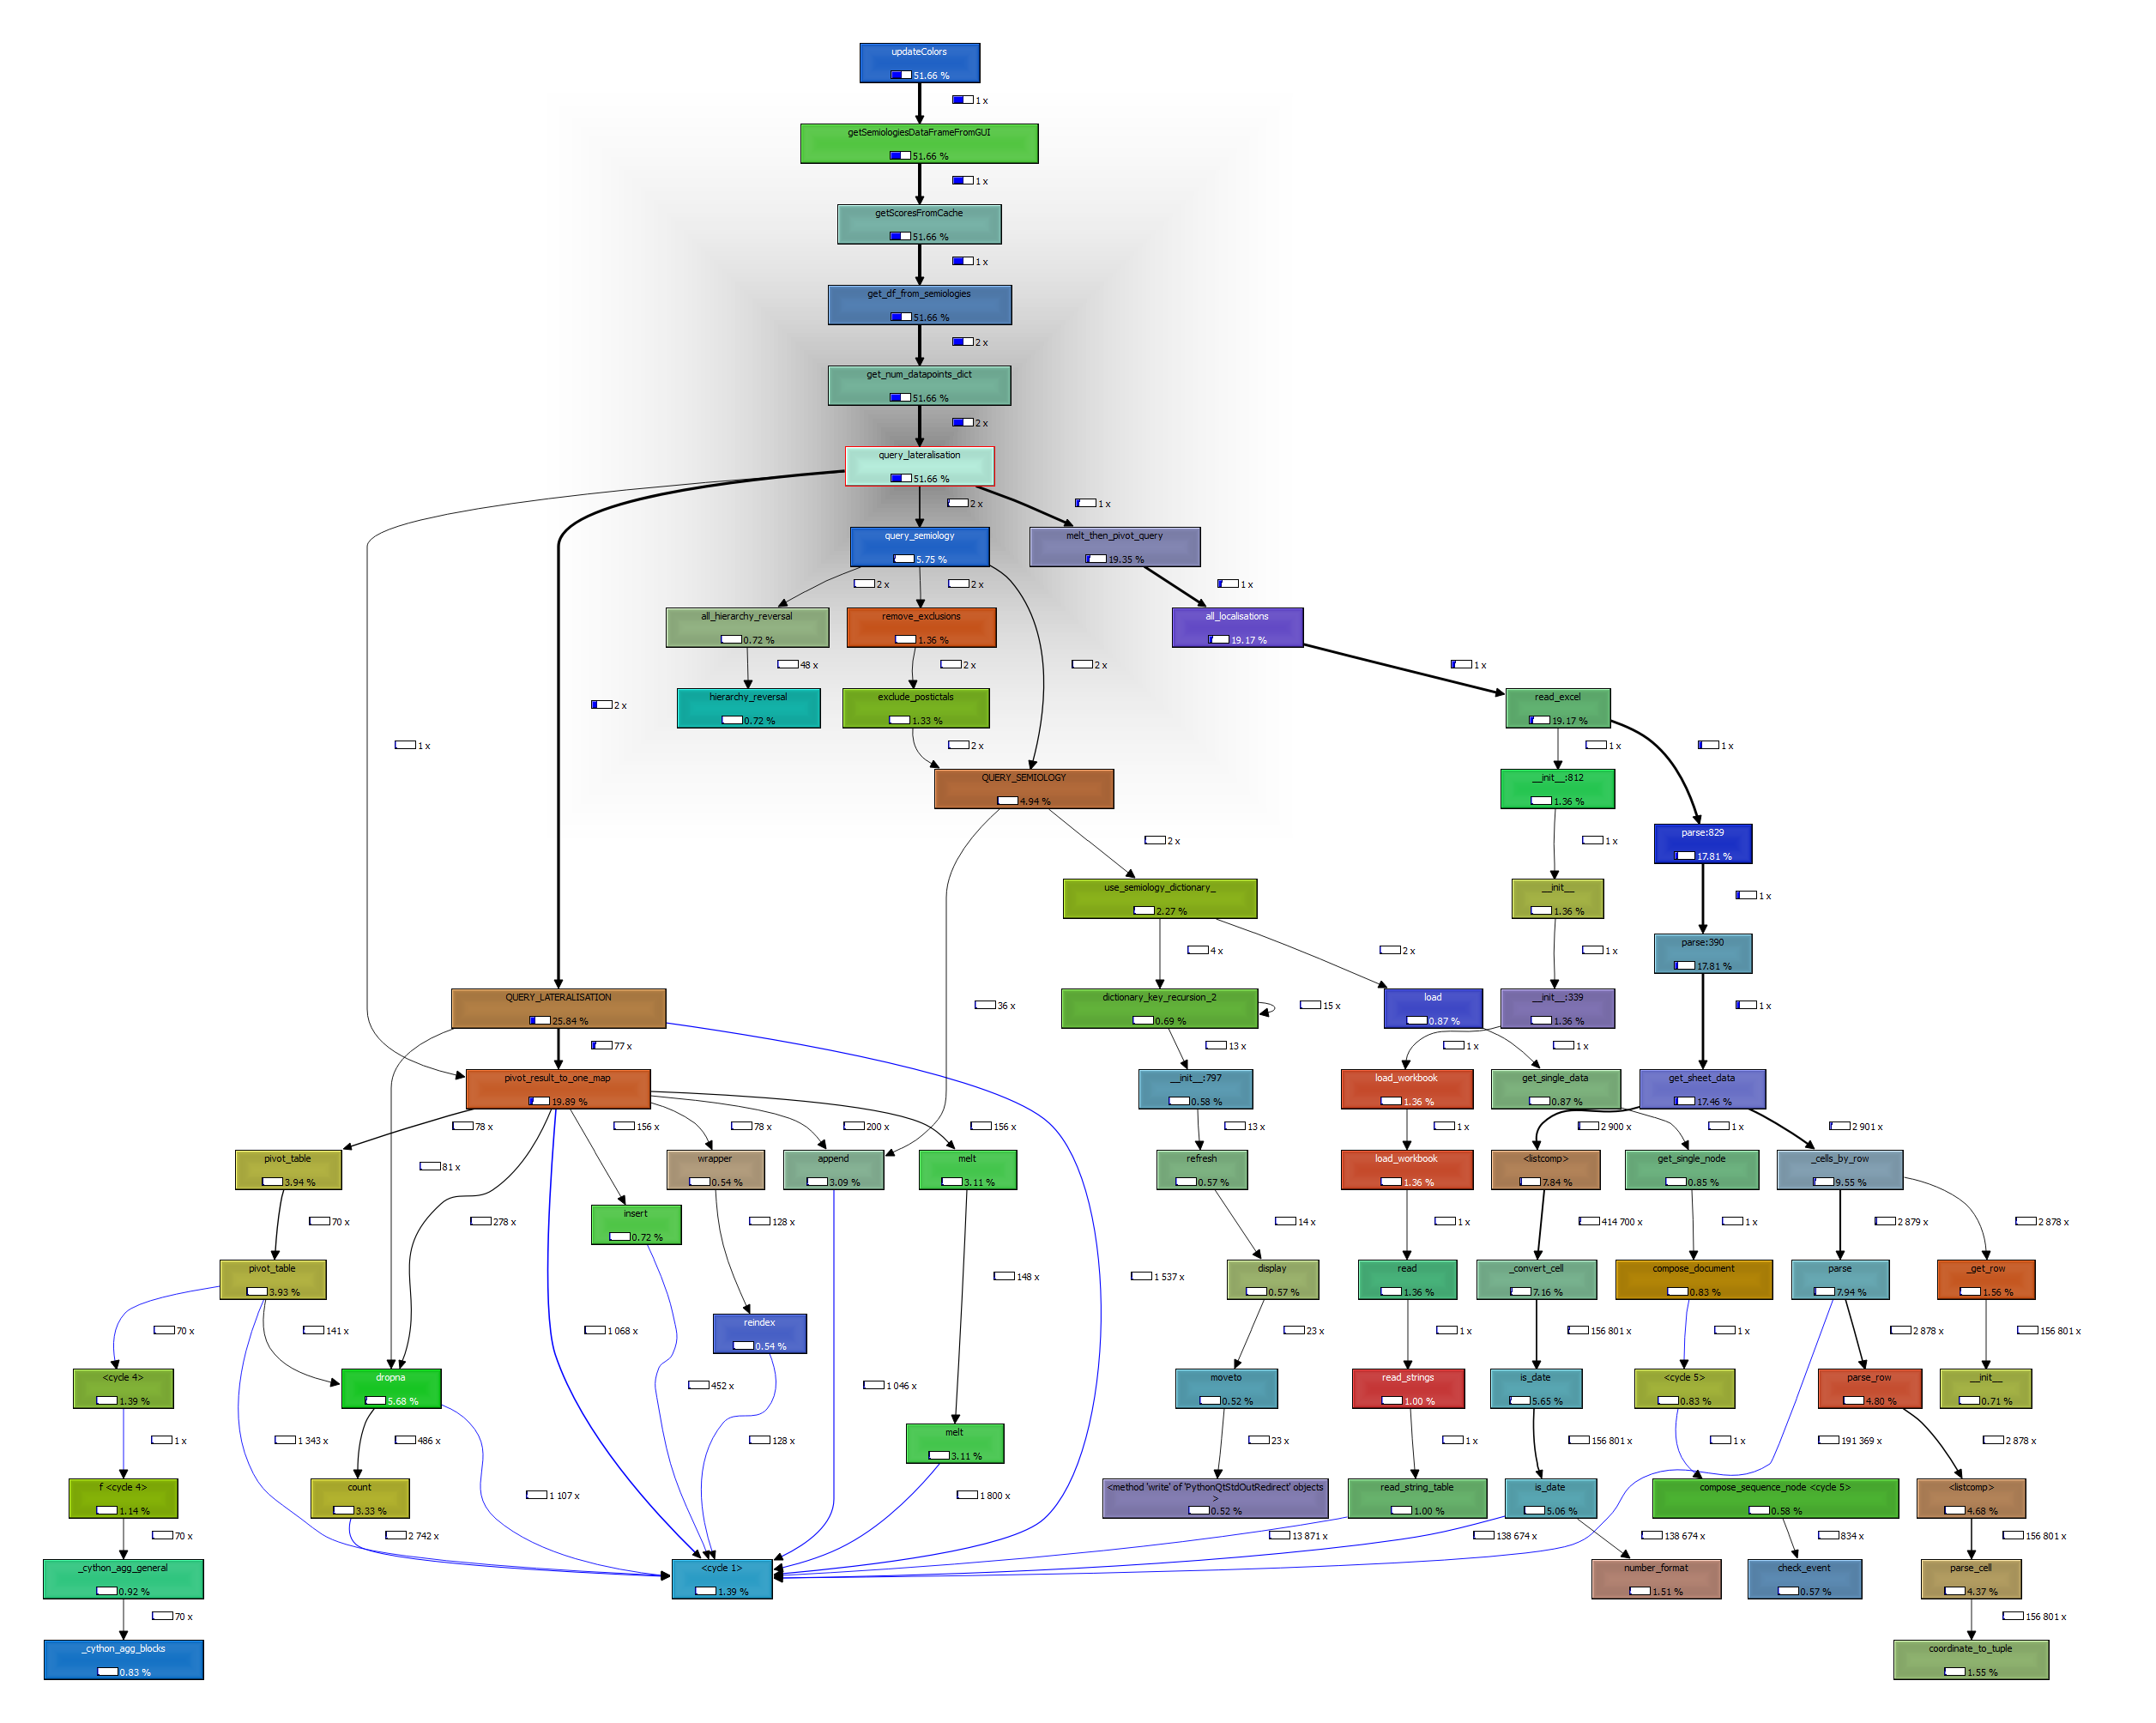 updateColors
51.66 %
1 x
getSemiologiesDataFrameFromGUI
51.66 %
1 x
getScoresFromCache
51.66 %
1 x
get_df_from_semiologies
51.66 %
2 x
get_num_datapoints_dict
51.66 %
2 x
query_lateralisation
51.66 %
2 x
1 x
query_semiology
5.75 %
melt_then_pivot_query
19.35 %
2 x
2 x
1 x
all_hierarchy_reversal
0.72 %
remove_exclusions
1.36 %
all_localisations
19.17 %
48 x
2 x
2 x
1 x
hierarchy_reversal
0.72 %
exclude_postictals
1.33 %
read_excel
19.17 %
2 x
1 x
2 x
1 x
1 x
QUERY_SEMIOLOGY
4.94 %
__init__:812
1.36 %
2 x
1 x
parse:829
17.81 %
use_semiology_dictionary_
2.27 %
__init__
1.36 %
1 x
4 x
2 x
1 x
parse:390
17.81 %
QUERY_LATERALISATION
25.84 %
36 x
dictionary_key_recursion_2
0.69 %
15 x
load
0.87 %
__init__:339
1.36 %
1 x
77 x
13 x
1 x
1 x
pivot_result_to_one_map
19.89 %
__init__:797
0.58 %
load_workbook
1.36 %
get_single_data
0.87 %
get_sheet_data
17.46 %
78 x
156 x
78 x
200 x
156 x
13 x
1 x
2 900 x
1 x
2 901 x
pivot_table
3.94 %
81 x
wrapper
0.54 %
append
3.09 %
melt
3.11 %
refresh
0.57 %
load_workbook
1.36 %
<listcomp>
7.84 %
get_single_node
0.85 %
_cells_by_row
9.55 %
70 x
278 x
insert
0.72 %
128 x
14 x
1 x
414 700 x
1 x
2 879 x
2 878 x
pivot_table
3.93 %
148 x
1 537 x
display
0.57 %
read
1.36 %
_convert_cell
7.16 %
compose_document
0.83 %
parse
7.94 %
_get_row
1.56 %
70 x
141 x
1 068 x
reindex
0.54 %
23 x
1 x
156 801 x
1 x
2 878 x
156 801 x
<cycle 4>
1.39 %
dropna
5.68 %
452 x
1 046 x
moveto
0.52 %
read_strings
1.00 %
is_date
5.65 %
<cycle 5>
0.83 %
parse_row
4.80 %
__init__
0.71 %
1 x
1 343 x
486 x
128 x
melt
3.11 %
23 x
1 x
156 801 x
1 x
191 369 x
2 878 x
f <cycle 4>
1.14 %
count
3.33 %
1 107 x
1 800 x
<method 'write' of 'PythonQtStdOutRedirect' objects
>
0.52 %
read_string_table
1.00 %
is_date
5.06 %
compose_sequence_node <cycle 5>
0.58 %
<listcomp>
4.68 %
70 x
2 742 x
13 871 x
138 674 x
138 674 x
834 x
156 801 x
_cython_agg_general
0.92 %
<cycle 1>
1.39 %
number_format
1.51 %
check_event
0.57 %
parse_cell
4.37 %
70 x
156 801 x
_cython_agg_blocks
0.83 %
coordinate_to_tuple
1.55 %